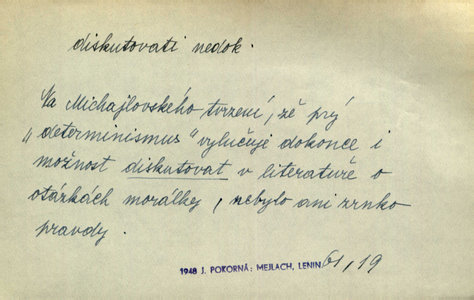 diskutovati nedok.
Na Michajlovského tvrzení, že prý
„determinismus" vylučuje dokonce i
možnost diskutovat v literatuře o
otázkách morálky, nebylo ani zrnko
pravdy.
1948 J. POKORNÁ: MEJLACH, LENIN 61, 19